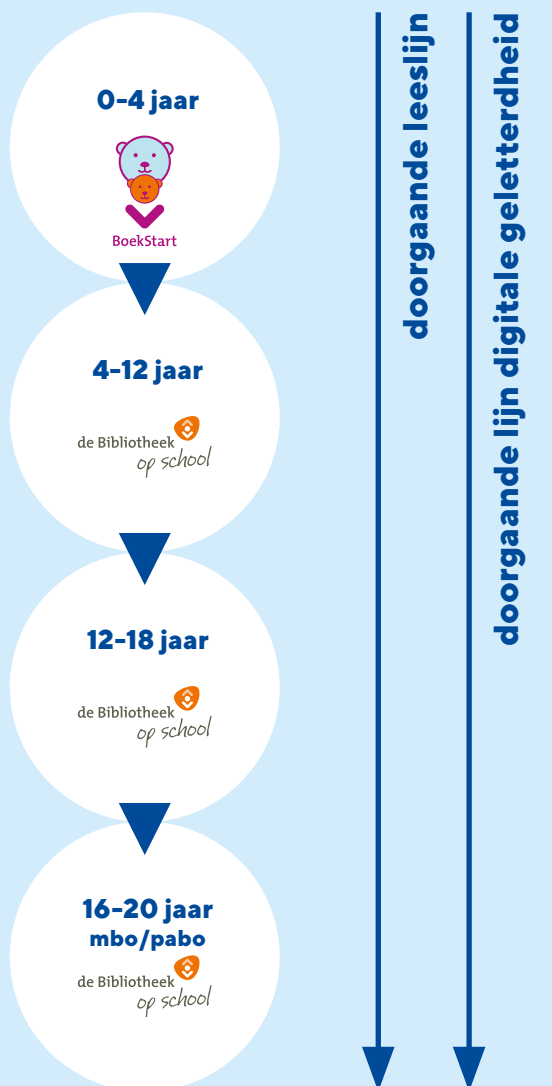 0-4 jaar
BoekStart
4-12 jaar
de Bibliotheek
op school
12-18 jaar
de Bibliotheek
op school
16-20 jaar
mbo/pabo
de Bibliotheek
op school
doorgaande leeslijn
doorgaande lijn digitale geletterdheid